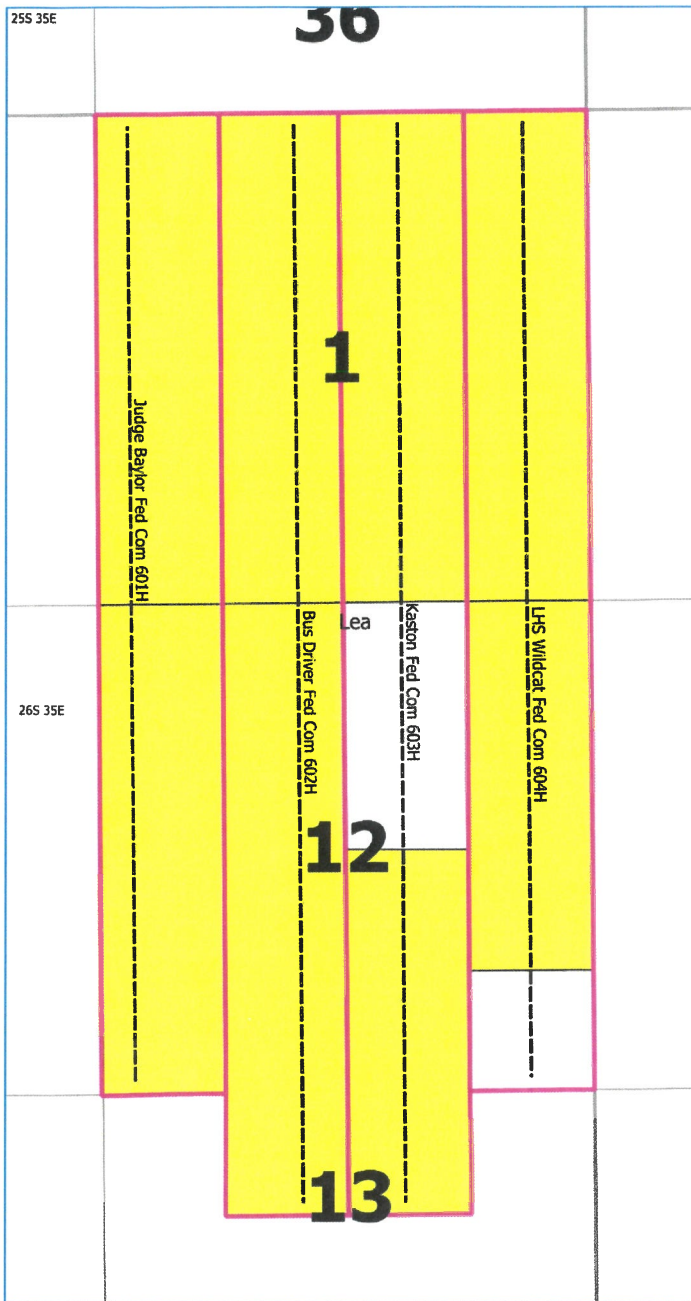 25S 35E
36
1
Judge Baylor Fed Com 601H
Lea
Bus Driver Fed Com 602H
Kaston Fed Com 603H
LHS Wildcat Fed Com 604H
26S 35E
12
13